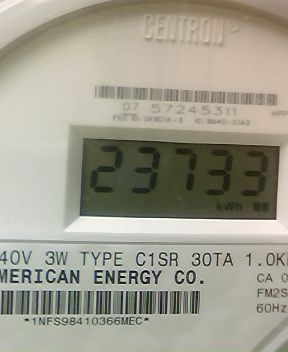 CENTRON®
07 57245311
23733
kWh
40V 3W TYPE C1SR 30TA 1.0K
MERICAN ENERGY CO.
CA 0
FM2S
60Hz
*1NFS98410366MEC*